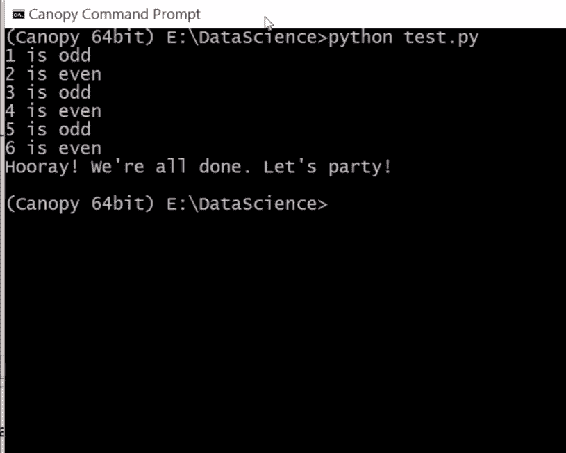 Canopy Command Prompt
(Canopy 64bit) E:\DataScience>python test.py
1 is odd
2 is even
3 is odd
4 is even
5 is odd
6 is even
Hooray! We're all done. Let's party!
(Canopy 64bit) E:\DataScience>